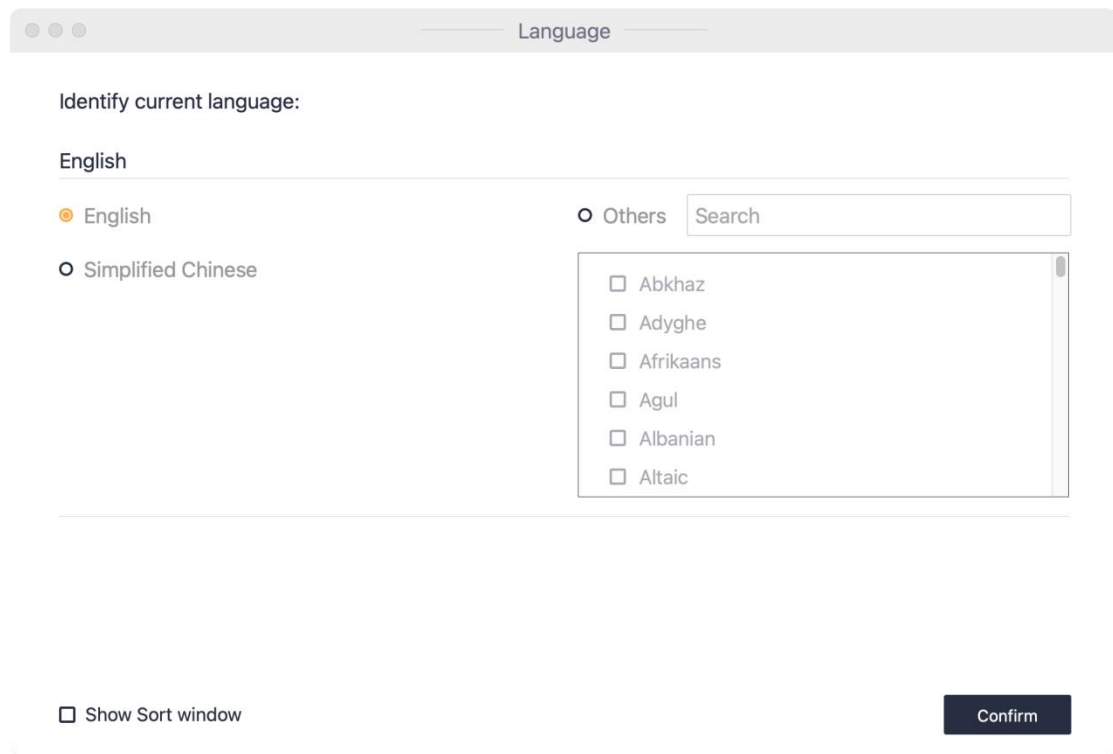 Language
Identify current language:
English
English
Simplified Chinese
Others
Search
Abkhaz
Adyghe
Afrikaans
Agul
Albanian
Altaic
Show Sort window
Confirm